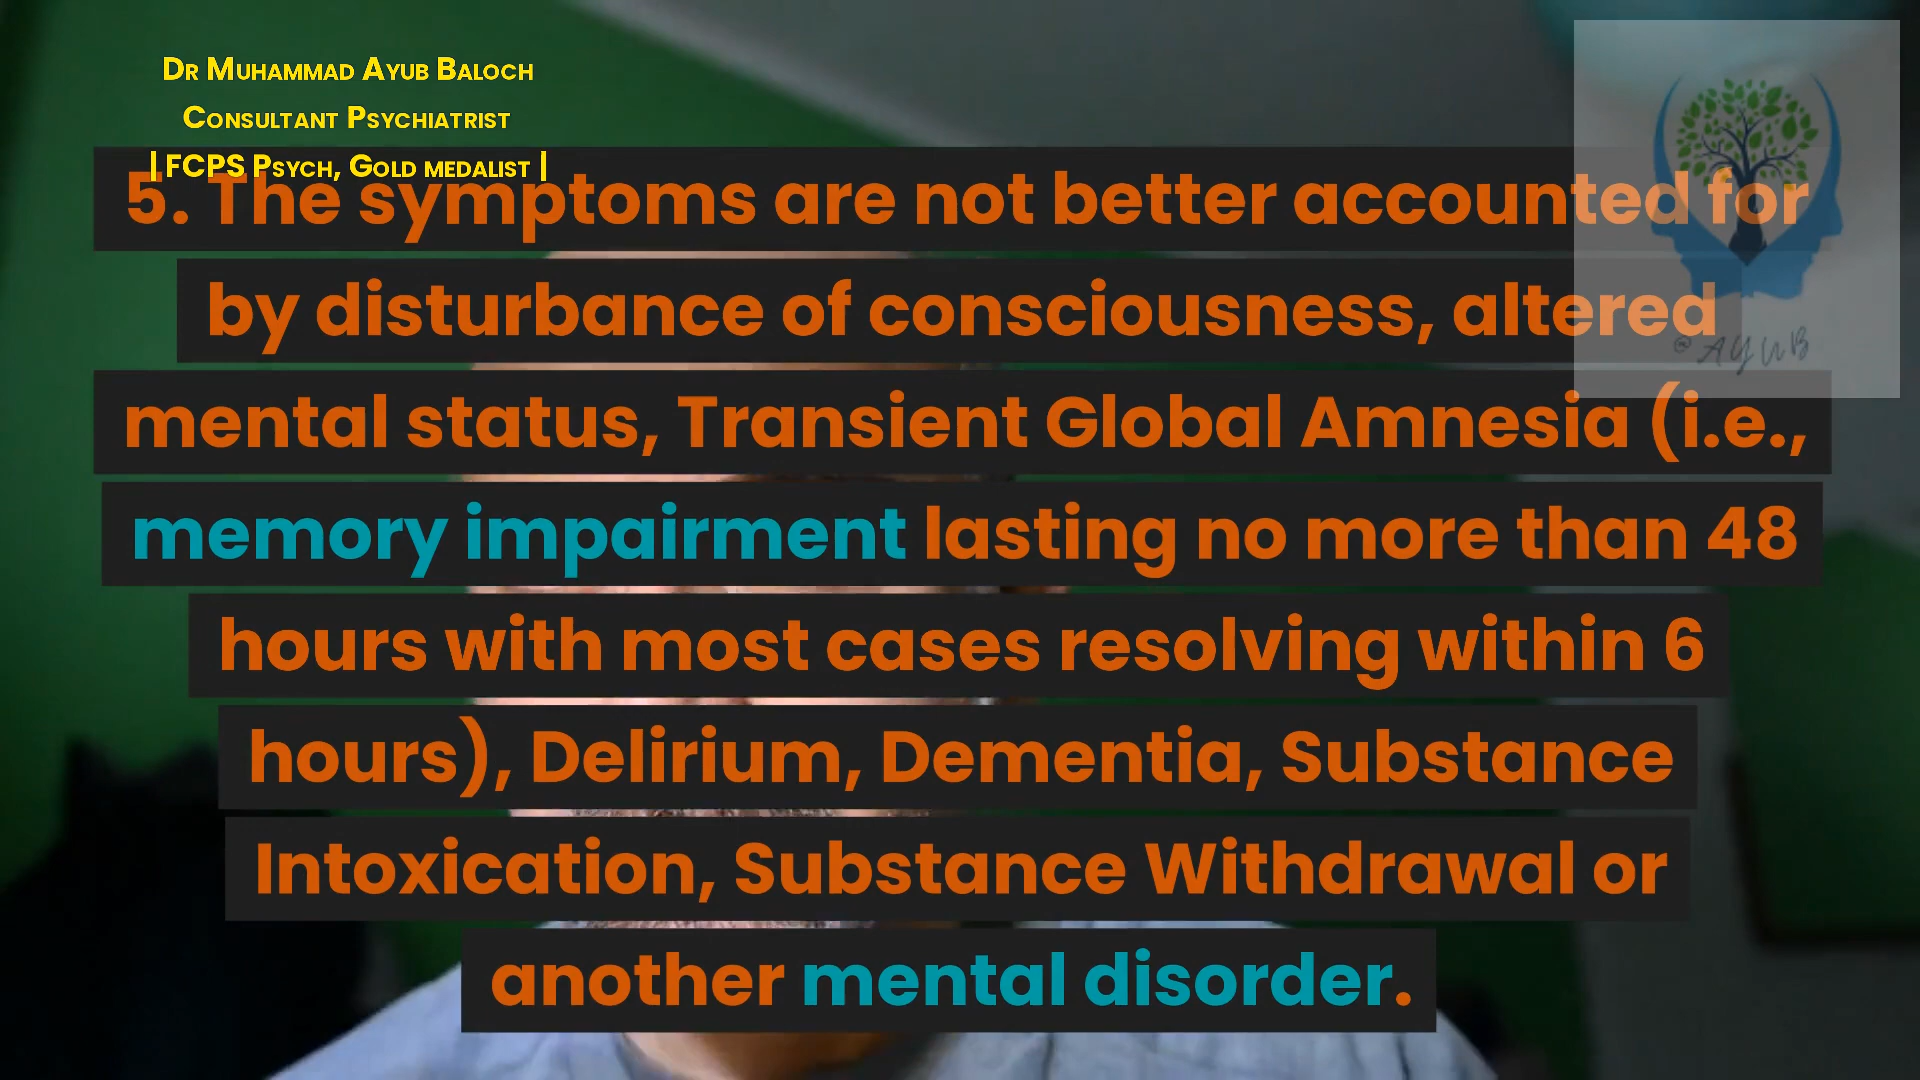 Dr Muhammad Ayub Baloch
Consultant Psychiatrist
| FCPS Psych, Gold medalist |
5. The symptoms are not better accounted for
by disturbance of consciousness, altered
mental status, Transient Global Amnesia (i.e.,
memory impairment lasting no more than 48
hours with most cases resolving within 6
hours), Delirium, Dementia, Substance
Intoxication, Substance Withdrawal or
another mental disorder.
@AYUB